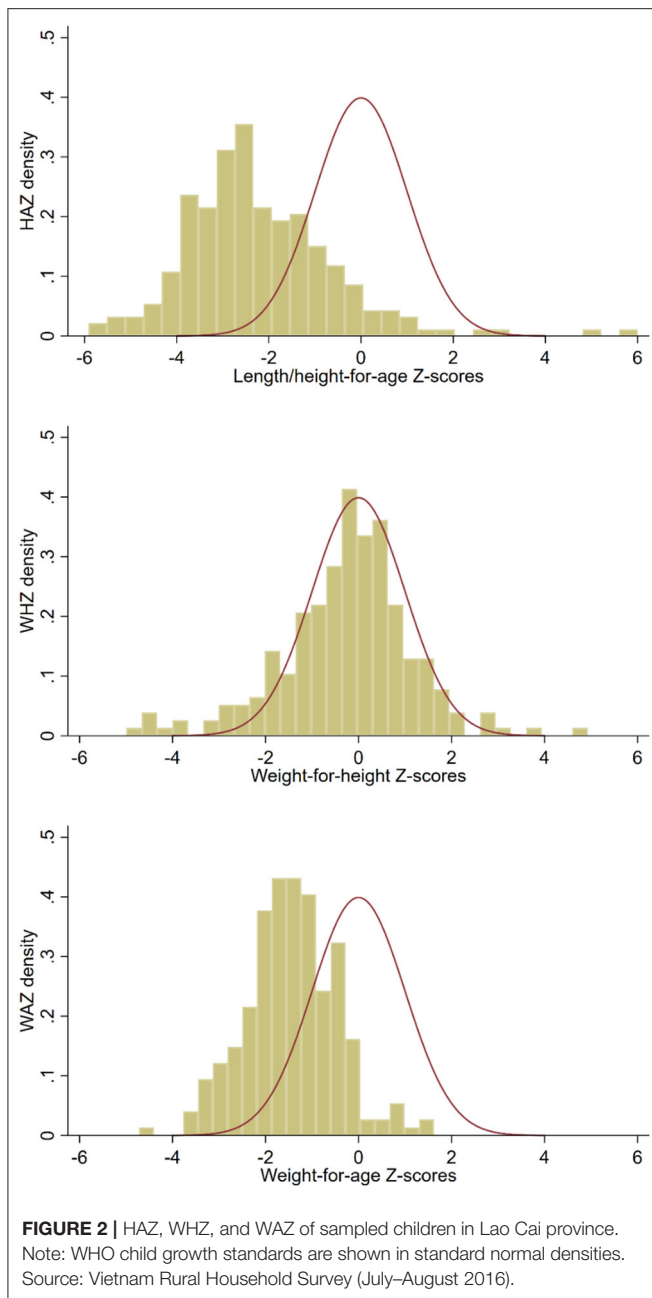 .5
.4
.3
.2
.1
0
HAZ density
-6 -4 -2 0 2 4 6
Length/height-for-age Z-scores
.5
.4
.3
.2
.1
0
WHZ density
-6 -4 -2 0 2 4 6
Weight-for-height Z-scores
.5
.4
.3
.2
.1
0
WAZ density
-6 -4 -2 0 2 4 6
Weight-for-age Z-scores
FIGURE 2 | HAZ, WHZ, and WAZ of sampled children in Lao Cai province.
Note: WHO child growth standards are shown in standard normal densities.
Source: Vietnam Rural Household Survey (July–August 2016).